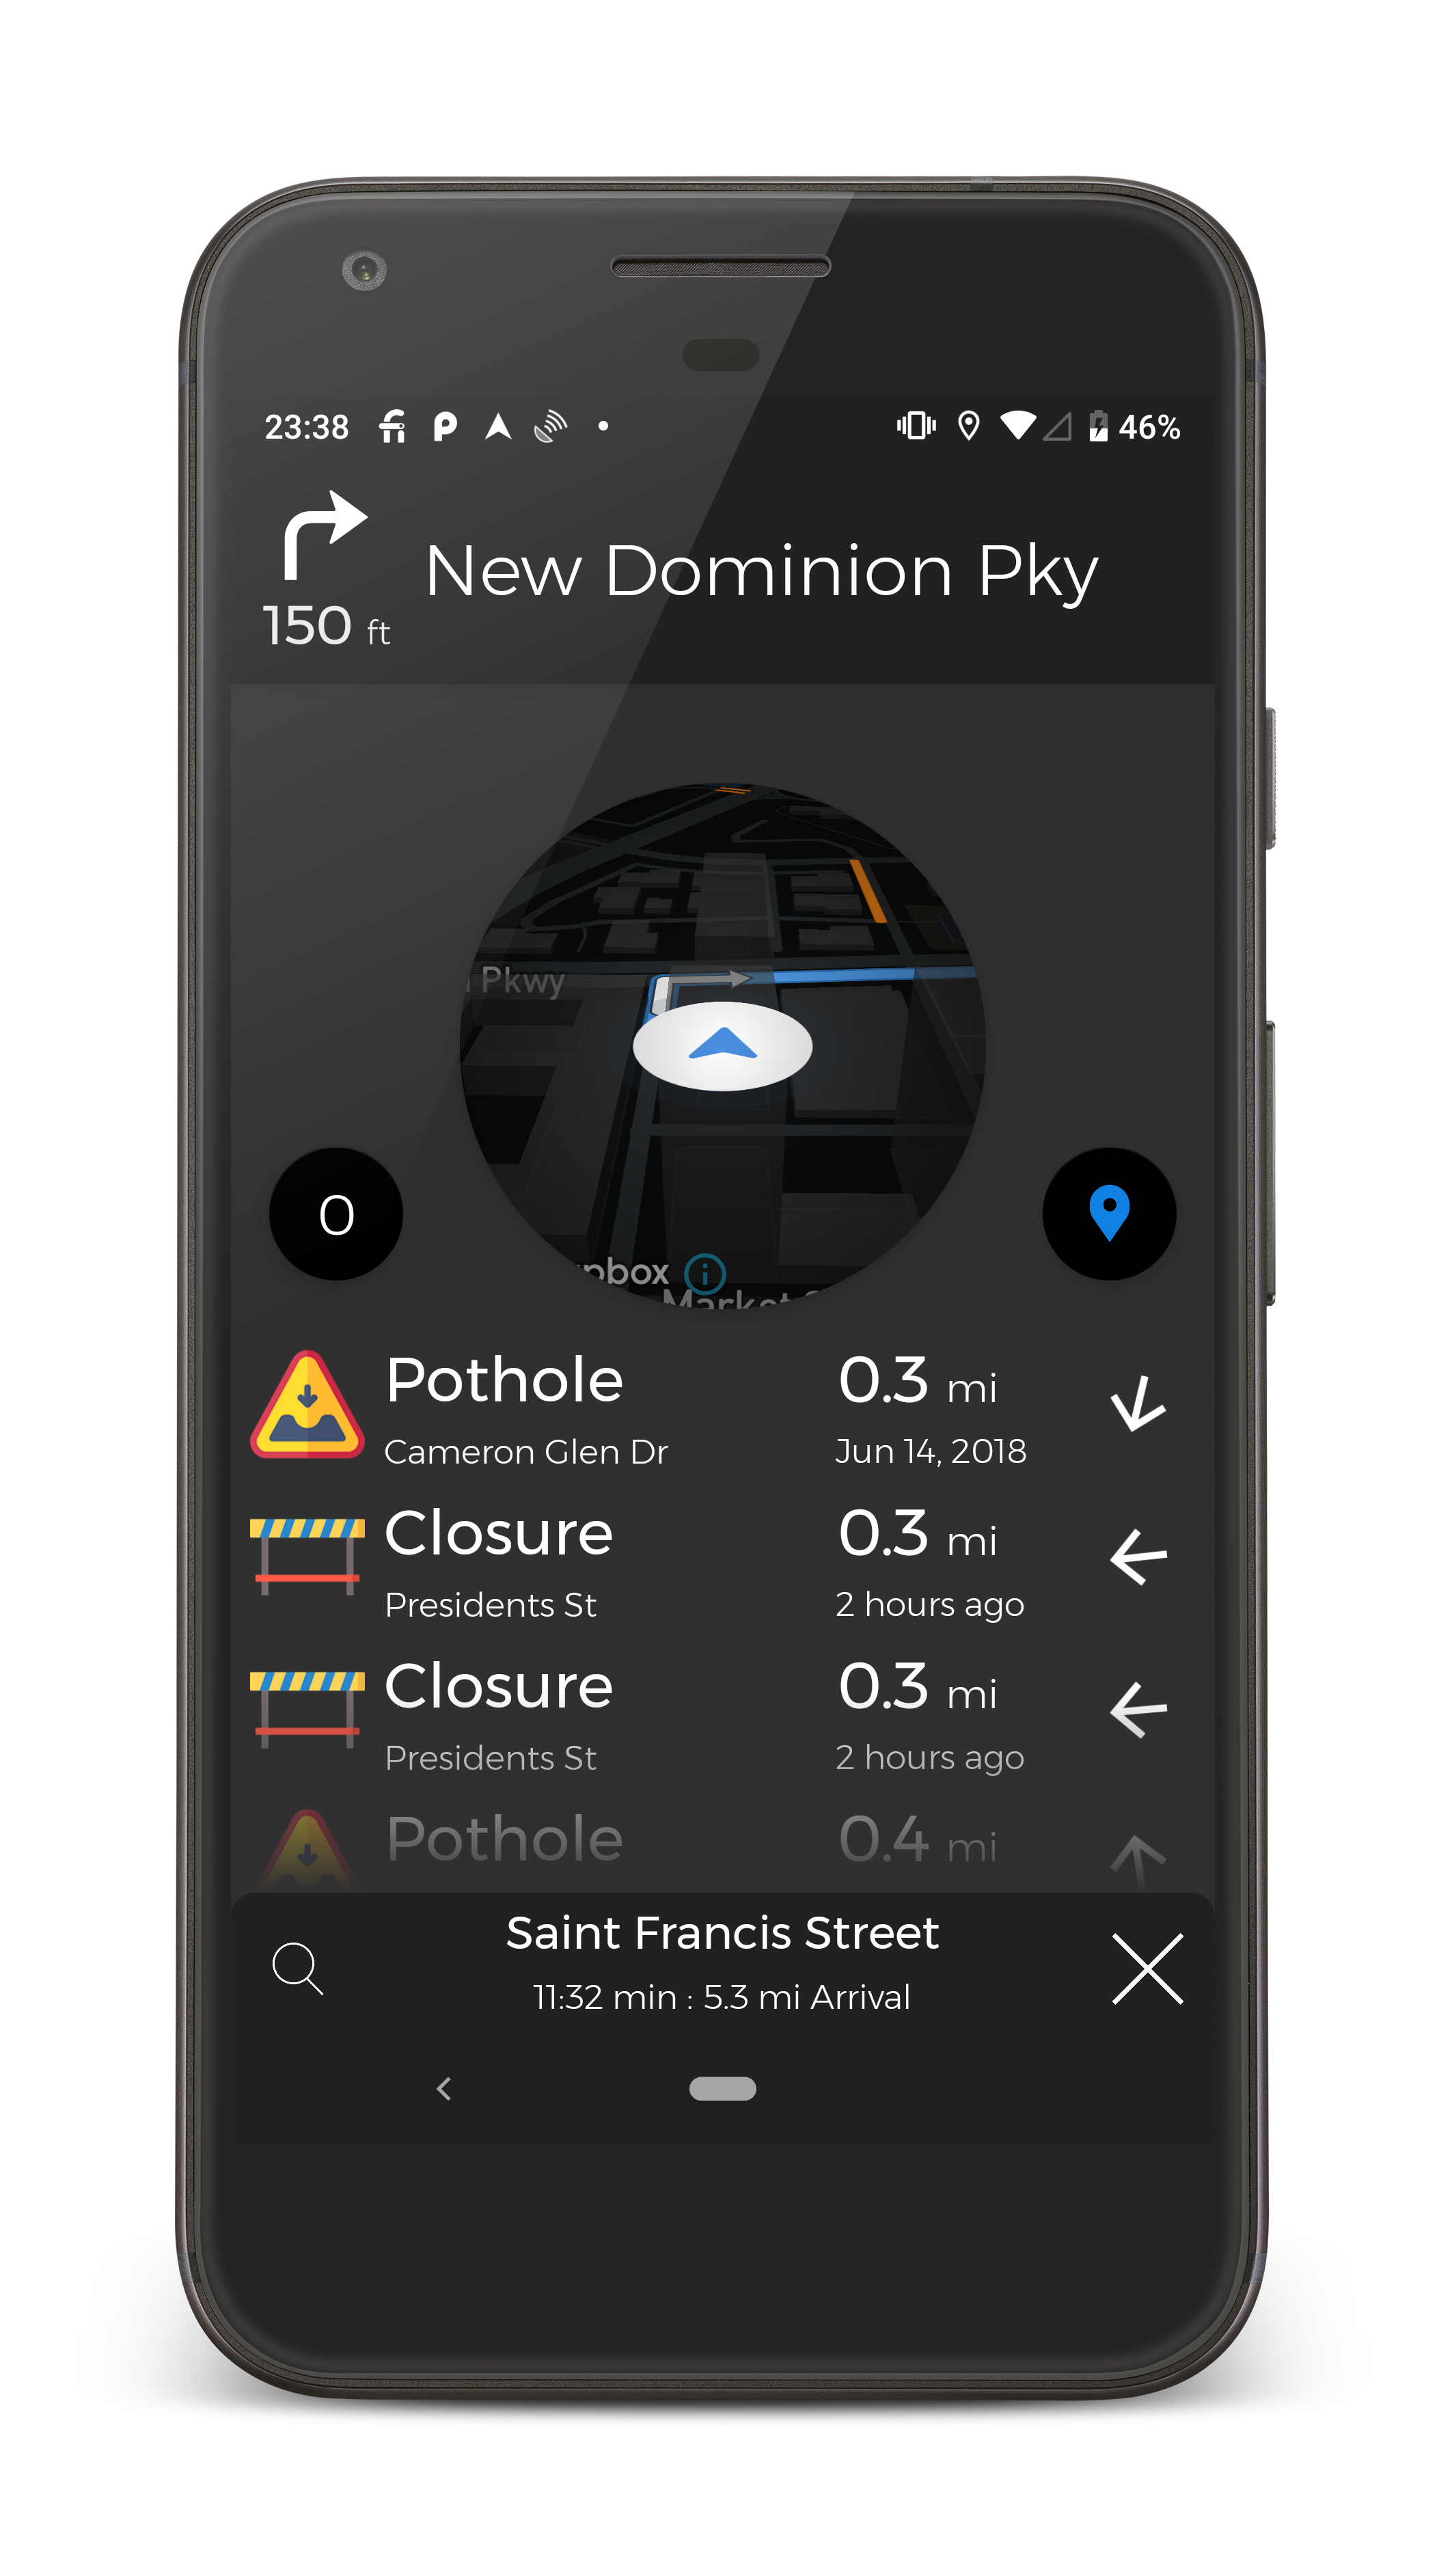 23:38
46%
New Dominion Pky
150 ft
Pkwy
0
pbox
Market
Pothole 0.3 mi
Cameron Glen Dr Jun 14, 2018
Closure 0.3 mi
Presidents St 2 hours ago
Closure 0.3 mi
Presidents St 2 hours ago
Pothole 0.4 mi
Saint Francis Street
11:32 min : 5.3 mi Arrival